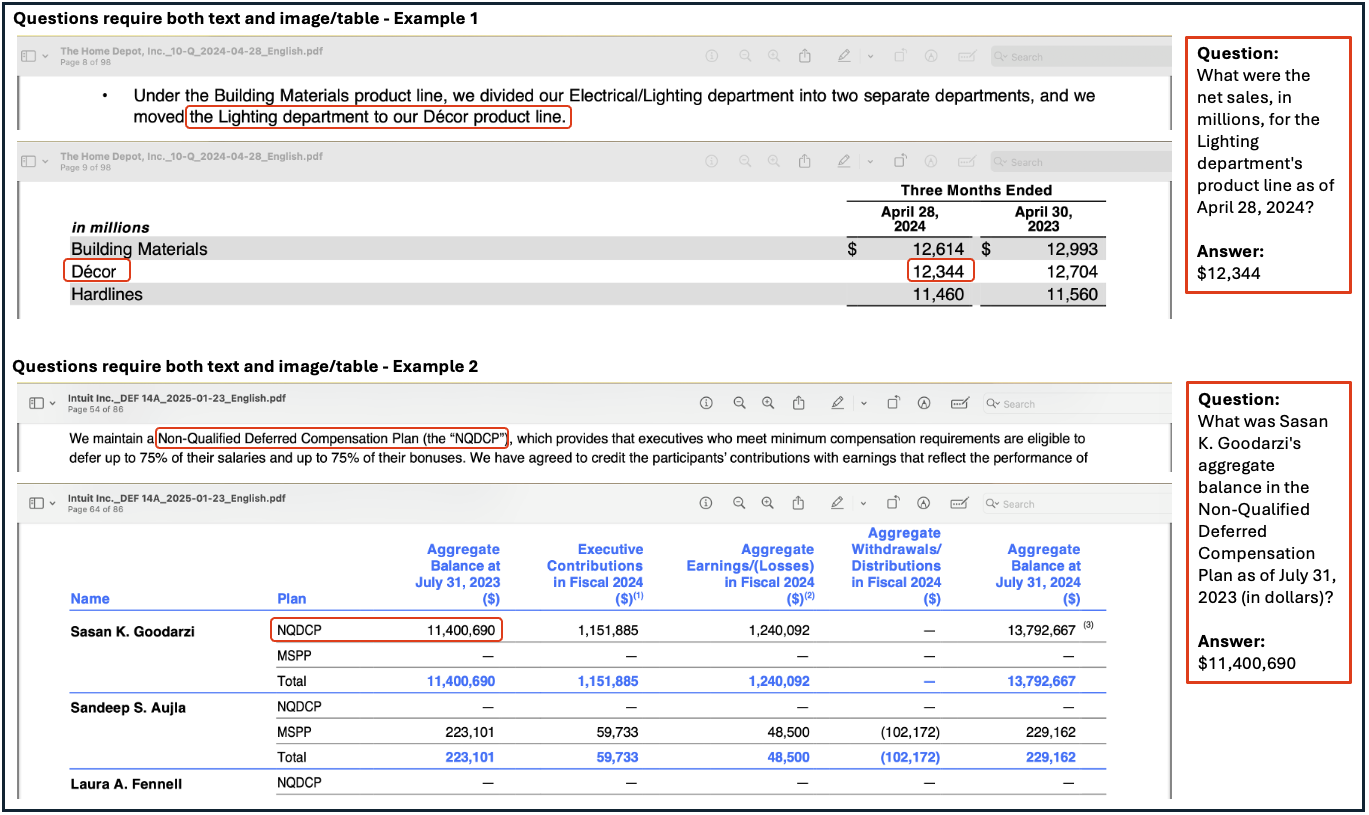 Questions require both text and image/table - Example 1
The Home Depot, Inc._10-Q_2024-04-28_English.pdf
Page 8 of 98
Search
• Under the Building Materials product line, we divided our Electrical/Lighting department into two separate departments, and we
moved the Lighting department to our Décor product line.
The Home Depot, Inc._10-Q_2024-04-28_English.pdf
Page 9 of 98
Search
Three Months Ended
in millions April 28, 2024 April 30, 2023
Building Materials $ 12,614 $ 12,993
Décor 12,344 12,704
Hardlines 11,460 11,560
Question:
What were the
net sales, in
millions, for the
Lighting
department's
product line as of
April 28, 2024?
Answer:
$12,344
Questions require both text and image/table - Example 2
Intuit Inc._DEF 14A_2025-01-23_English.pdf
Page 54 of 86
Search
We maintain a Non-Qualified Deferred Compensation Plan (the “NQDCP”), which provides that executives who meet minimum compensation requirements are eligible to
defer up to 75% of their salaries and up to 75% of their bonuses. We have agreed to credit the participants’ contributions with earnings that reflect the performance of
Intuit Inc._DEF 14A_2025-01-23_English.pdf
Page 64 of 86
Search
Name Plan Aggregate Balance at July 31, 2023 ($) Executive Contributions in Fiscal 2024 ($)(1) Aggregate Earnings/(Losses) in Fiscal 2024 ($)(2) Aggregate Withdrawals/ Distributions in Fiscal 2024 ($) Aggregate Balance at July 31, 2024 ($)
Sasan K. Goodarzi NQDCP 11,400,690 1,151,885 1,240,092 — 13,792,667 (3)
MSPP — — — — —
Total 11,400,690 1,151,885 1,240,092 — 13,792,667
Sandeep S. Aujla NQDCP — — — — —
MSPP 223,101 59,733 48,500 (102,172) 229,162
Total 223,101 59,733 48,500 (102,172) 229,162
Laura A. Fennell NQDCP — — — — —
Question:
What was Sasan
K. Goodarzi's
aggregate
balance in the
Non-Qualified
Deferred
Compensation
Plan as of July 31,
2023 (in dollars)?
Answer:
$11,400,690